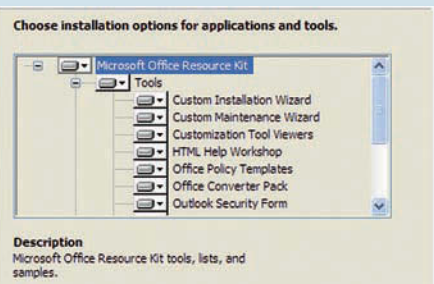 Choose installation options for applications and tools.
Microsoft Office Resource Kit
Tools
Custom Installation Wizard
Custom Maintenance Wizard
Customization Tool Viewers
HTML Help Workshop
Office Policy Templates
Office Converter Pack
Outlook Security Form
Description
Microsoft Office Resource Kit tools, lists, and
samples.